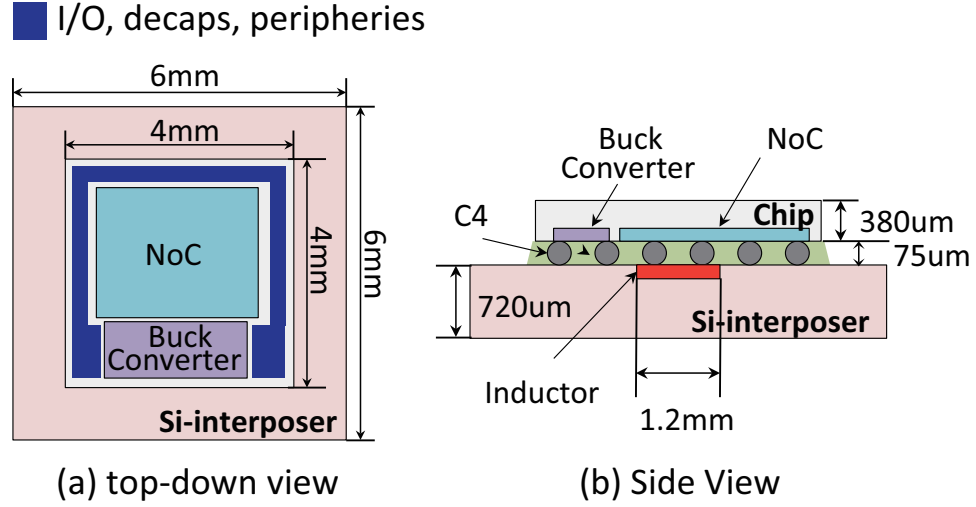 I/O, decaps, peripheries
6mm
4mm
NoC
4mm
6mm
Buck
Converter
Si-interposer
(a) top-down view
Buck
Converter
NoC
C4
Chip
380um
75um
720um
Si-interposer
Inductor
1.2mm
(b) Side View